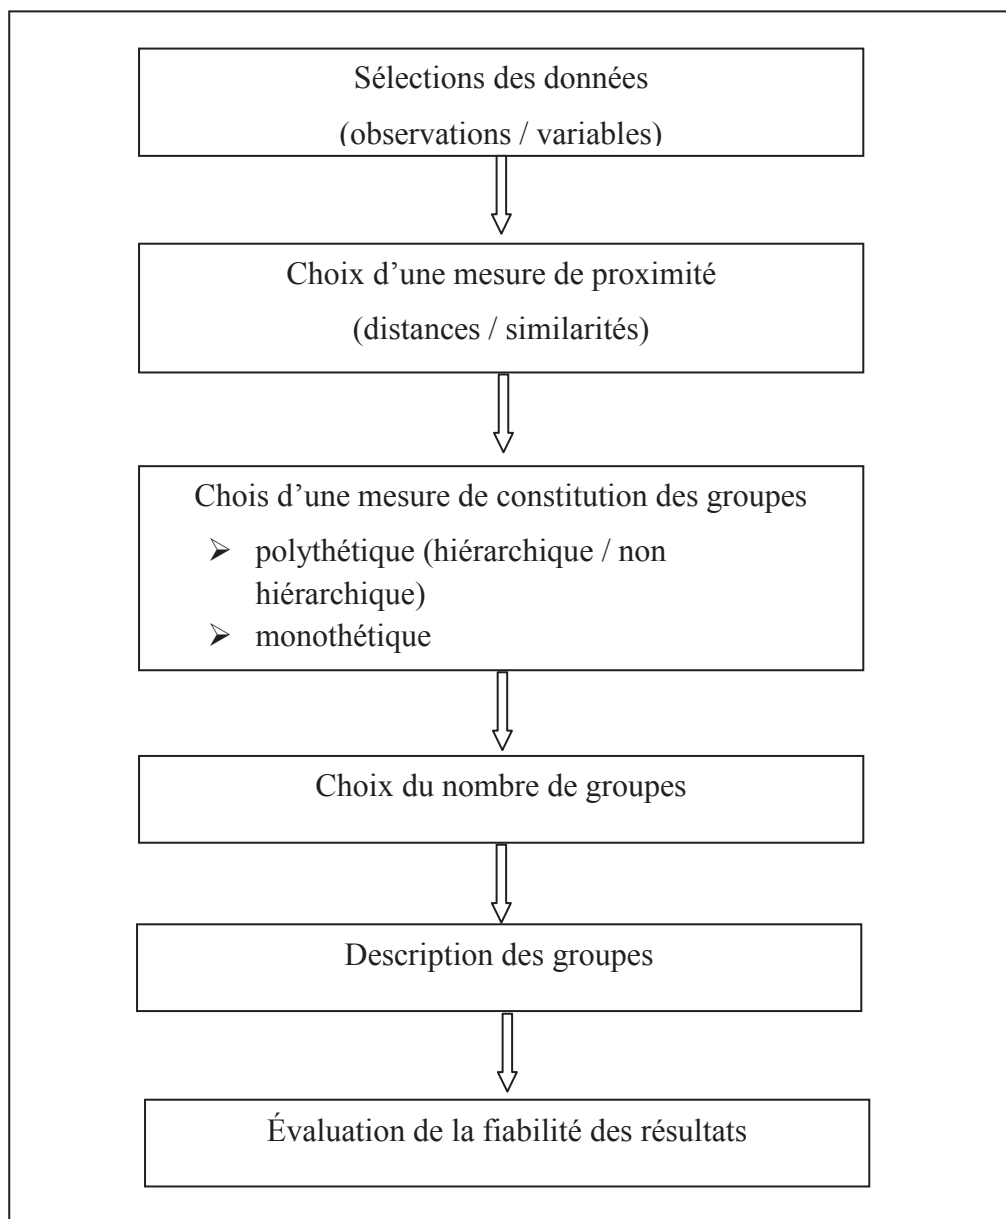 Sélections des données
(observations / variables)
Choix d’une mesure de proximité
(distances / similarités)
Chois d’une mesure de constitution des groupes
➢ polythétique (hiérarchique / non
hiérarchique)
➢ monothétique
Choix du nombre de groupes
Description des groupes
Évaluation de la fiabilité des résultats